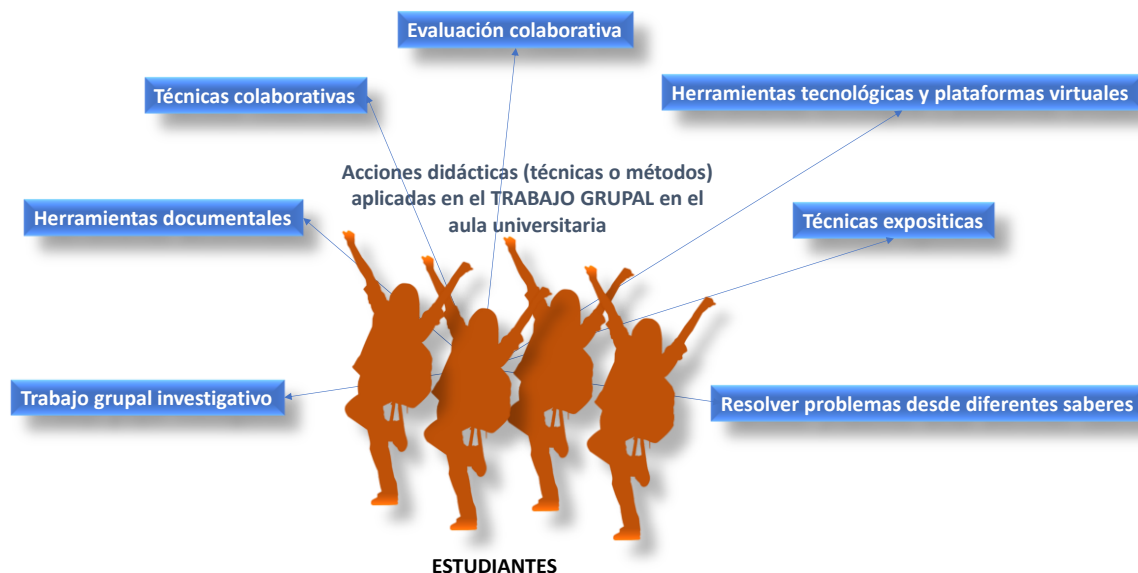 Evaluación colaborativa
Técnicas colaborativas
Herramientas tecnológicas y plataformas virtuales
Acciones didácticas (técnicas o métodos)
aplicadas en el TRABAJO GRUPAL en el
aula universitaria
Herramientas documentales
Técnicas expositicas
Trabajo grupal investigativo
Resolver problemas desde diferentes saberes
ESTUDIANTES